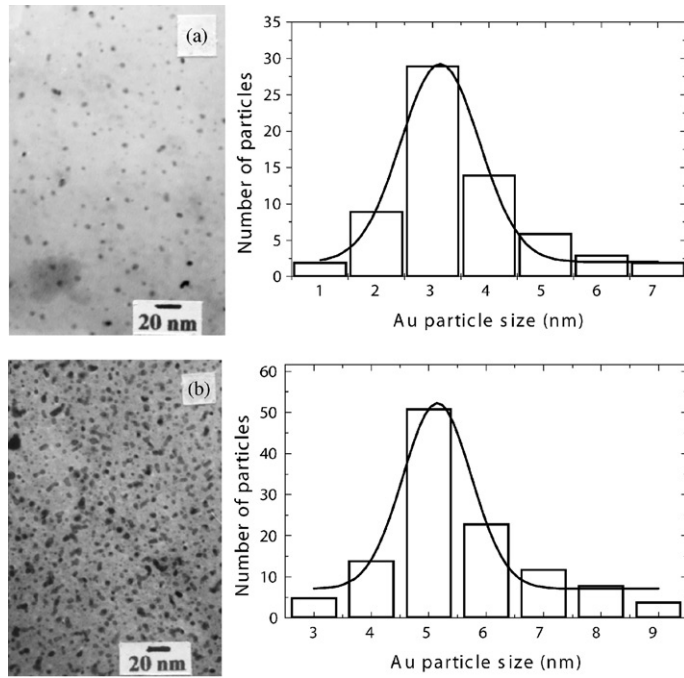 (a)
20 nm
35
30
25
20
15
10
5
0
Number of particles
1 2 3 4 5 6 7
Au particle size (nm)
(b)
20 nm
60
50
40
30
20
10
0
Number of particles
3 4 5 6 7 8 9
Au particle size (nm)